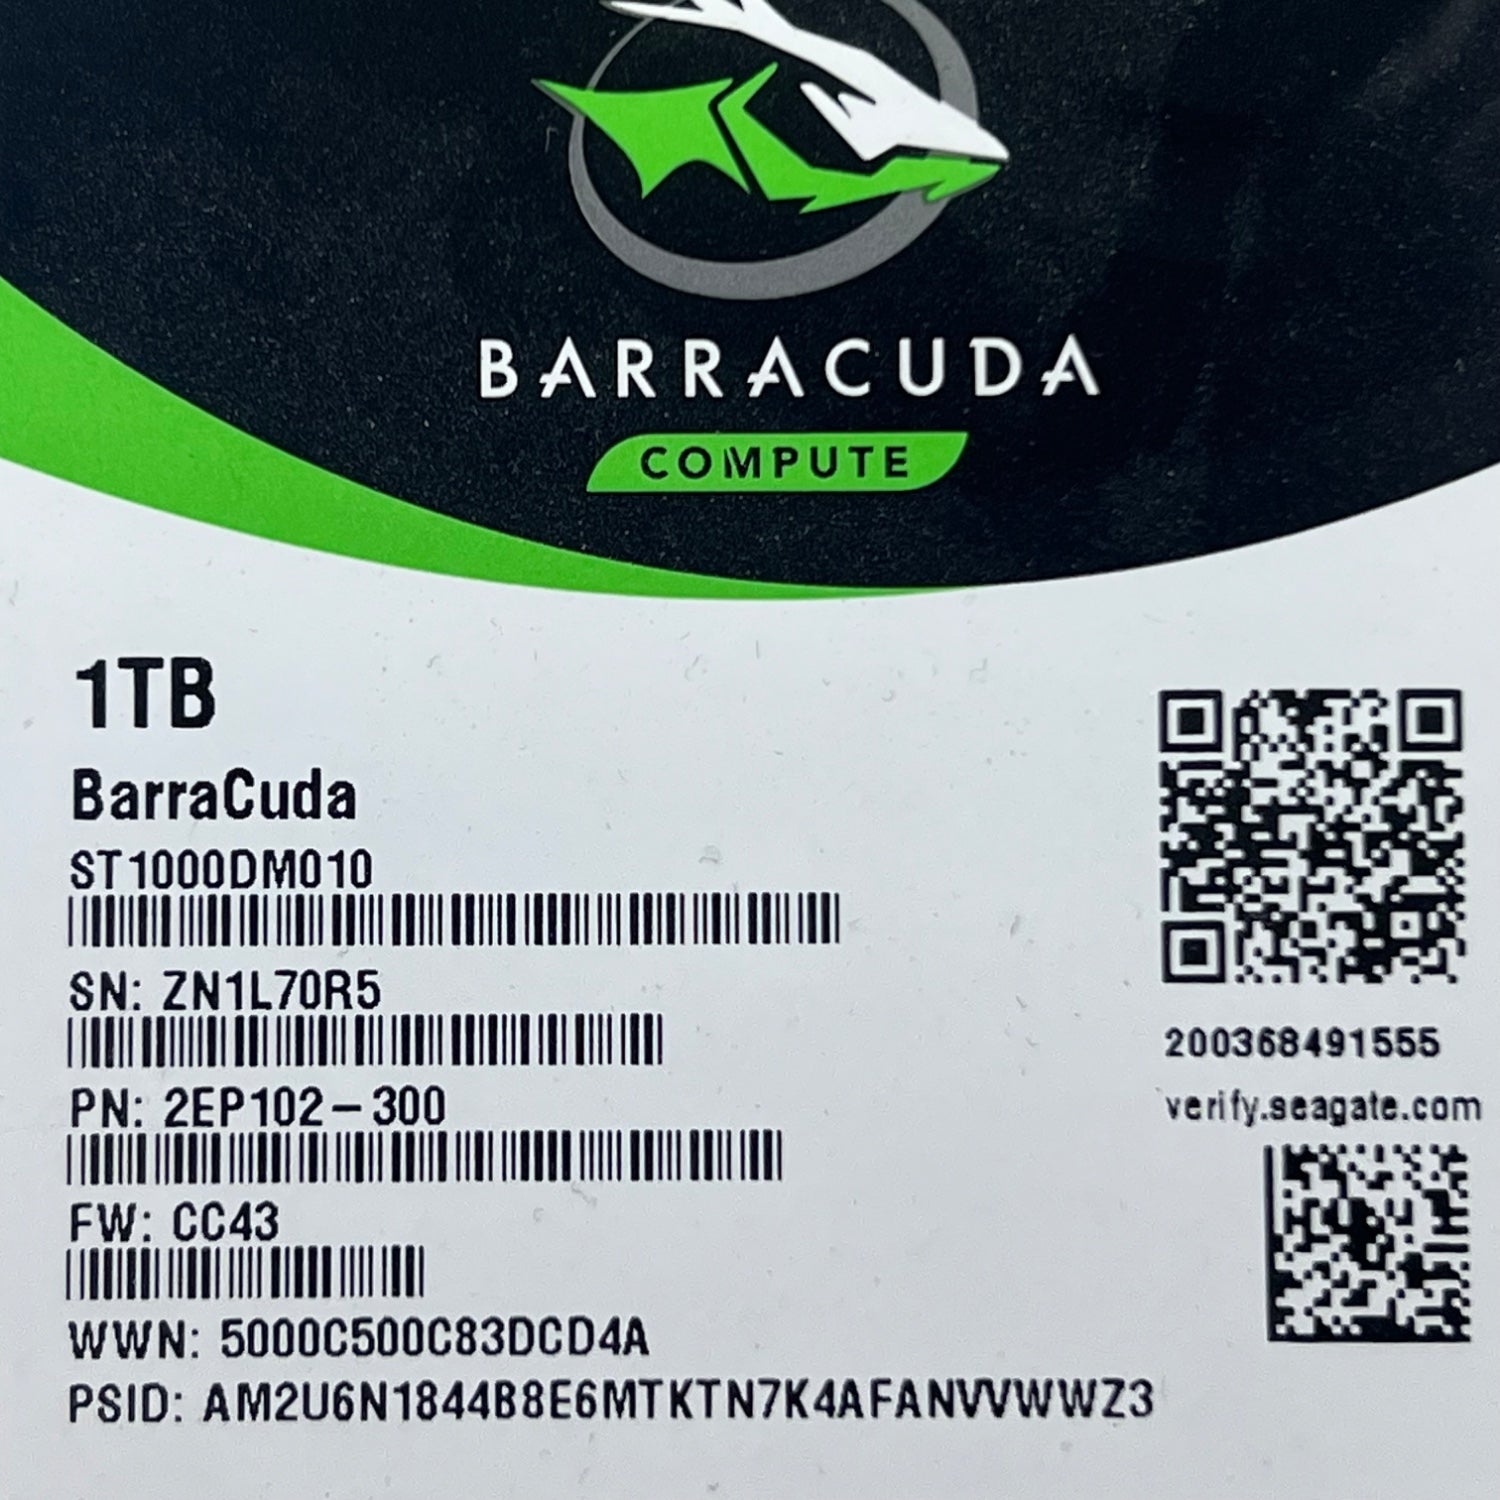 BARRACUDA
COMPUTE
1TB
BarraCuda
ST1000DM010
SN: ZN1L70R5
PN: 2EP102-300
FW: CC43
WWN: 5000C500C83DCD4A
PSID: AM2U6N1844B8E6MTKTN7K4AFANVVWWZ3
200368491555
verify.seagate.com